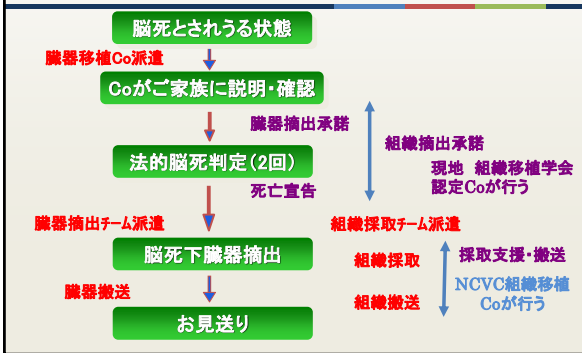 脳死とされうる状態
臓器移植Co派遣
Coがご家族に説明・確認
臓器摘出承諾
組織摘出承諾
法的脳死判定(2回)
現地 組織移植学会
認定Coが行う
死亡宣告
臓器摘出チーム派遣
組織採取チーム派遣
脳死下臓器摘出
組織採取
採取支援・搬送
臓器搬送
組織搬送
NCVC組織移植
Coが行う
お見送り